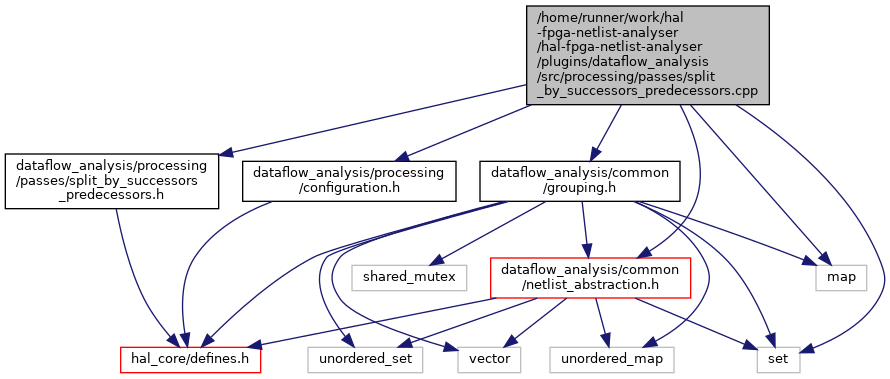 /home/runner/work/hal
-fpga-netlist-analyser
/hal-fpga-netlist-analyser
/plugins/dataflow_analysis
/src/processing/passes/split
_by_successors_predecessors.cpp
dataflow_analysis/processing
/passes/split_by_successors
_predecessors.h
dataflow_analysis/processing
/configuration.h
dataflow_analysis/common
/grouping.h
shared_mutex
dataflow_analysis/common
/netlist_abstraction.h
map
hal_core/defines.h
unordered_set
vector
unordered_map
set